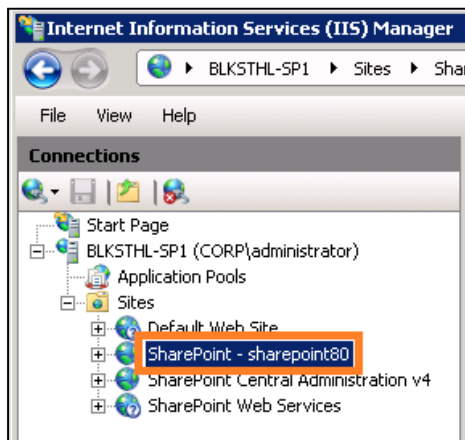 Internet Information Services (IIS) Manager
BLKSTHL-SP1 Sites Shar
File View Help
Connections
Start Page
BLKSTHL-SP1 (CORP\administrator)
Application Pools
Sites
Default Web Site
SharePoint - sharepoint80
SharePoint Central Administration v4
SharePoint Web Services